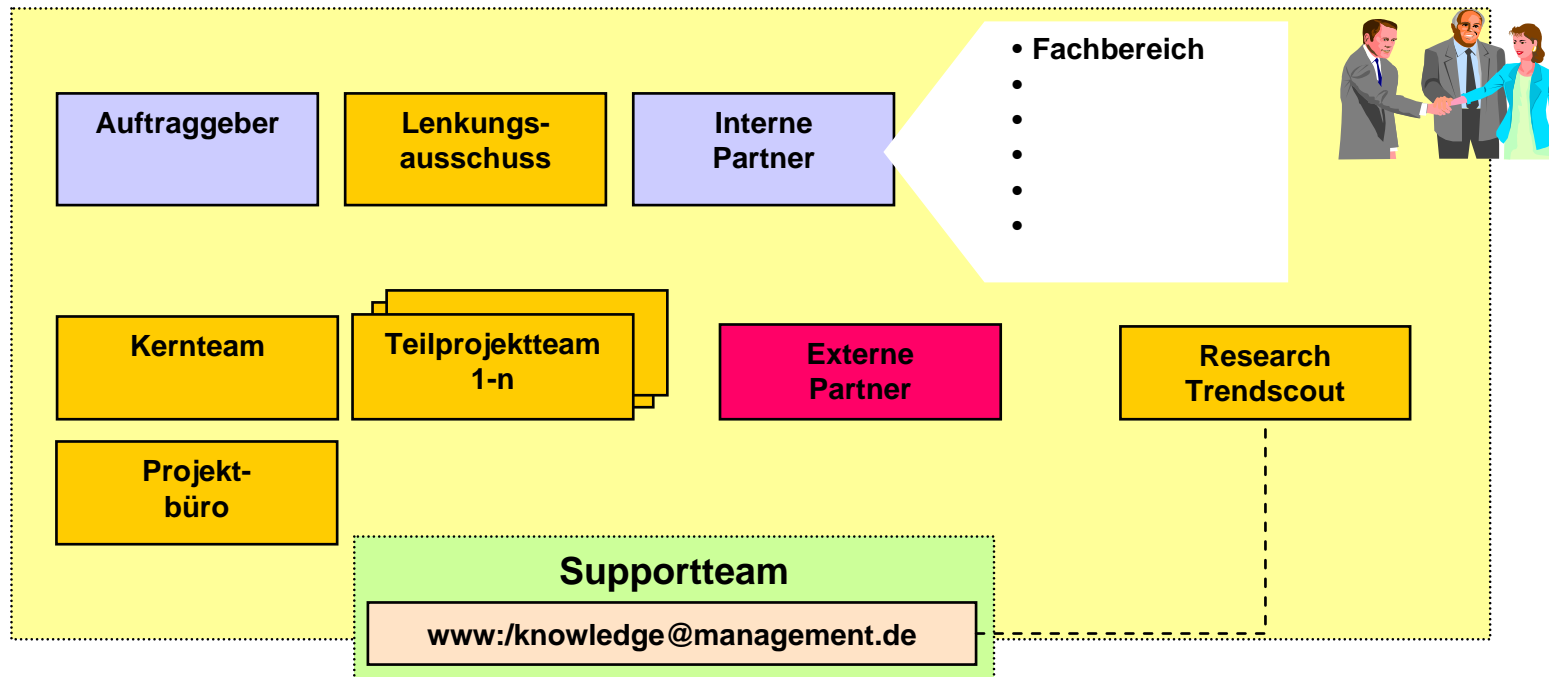 • Fachbereich
•
•
•
•
•
Auftraggeber
Lenkungs-
ausschuss
Interne
Partner
Kernteam
Teilprojektteam
1-n
Externe
Partner
Research
Trendscout
Projekt-
büro
Supportteam
www:/knowledge@management.de